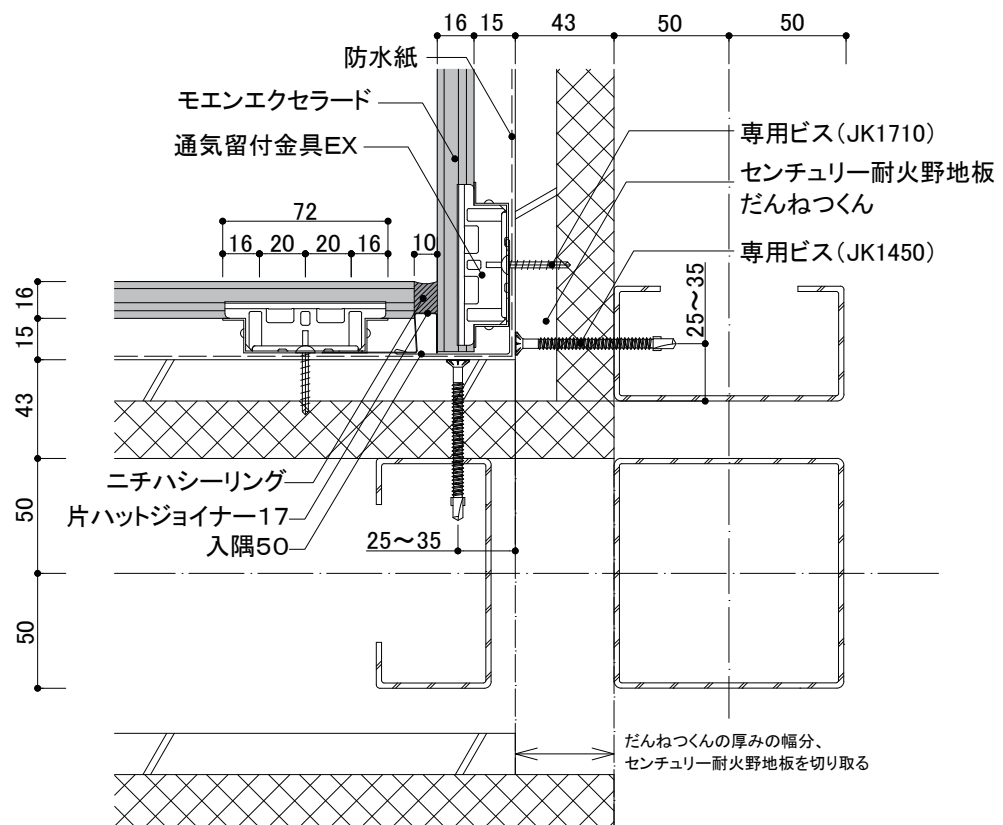 16 15 43 50 50
防水紙
モエンエクセラード
通気留付金具EX
専用ビス(JK1710)
センチュリー耐火野地板
だんねつくん
専用ビス(JK1450)
72
16 20 20 16
10
25～35
16
15
43
50
50
ニチハシーリング
片ハットジョイナー17
入隅50
25～35
だんねつくんの厚みの幅分、
センチュリー耐火野地板を切り取る